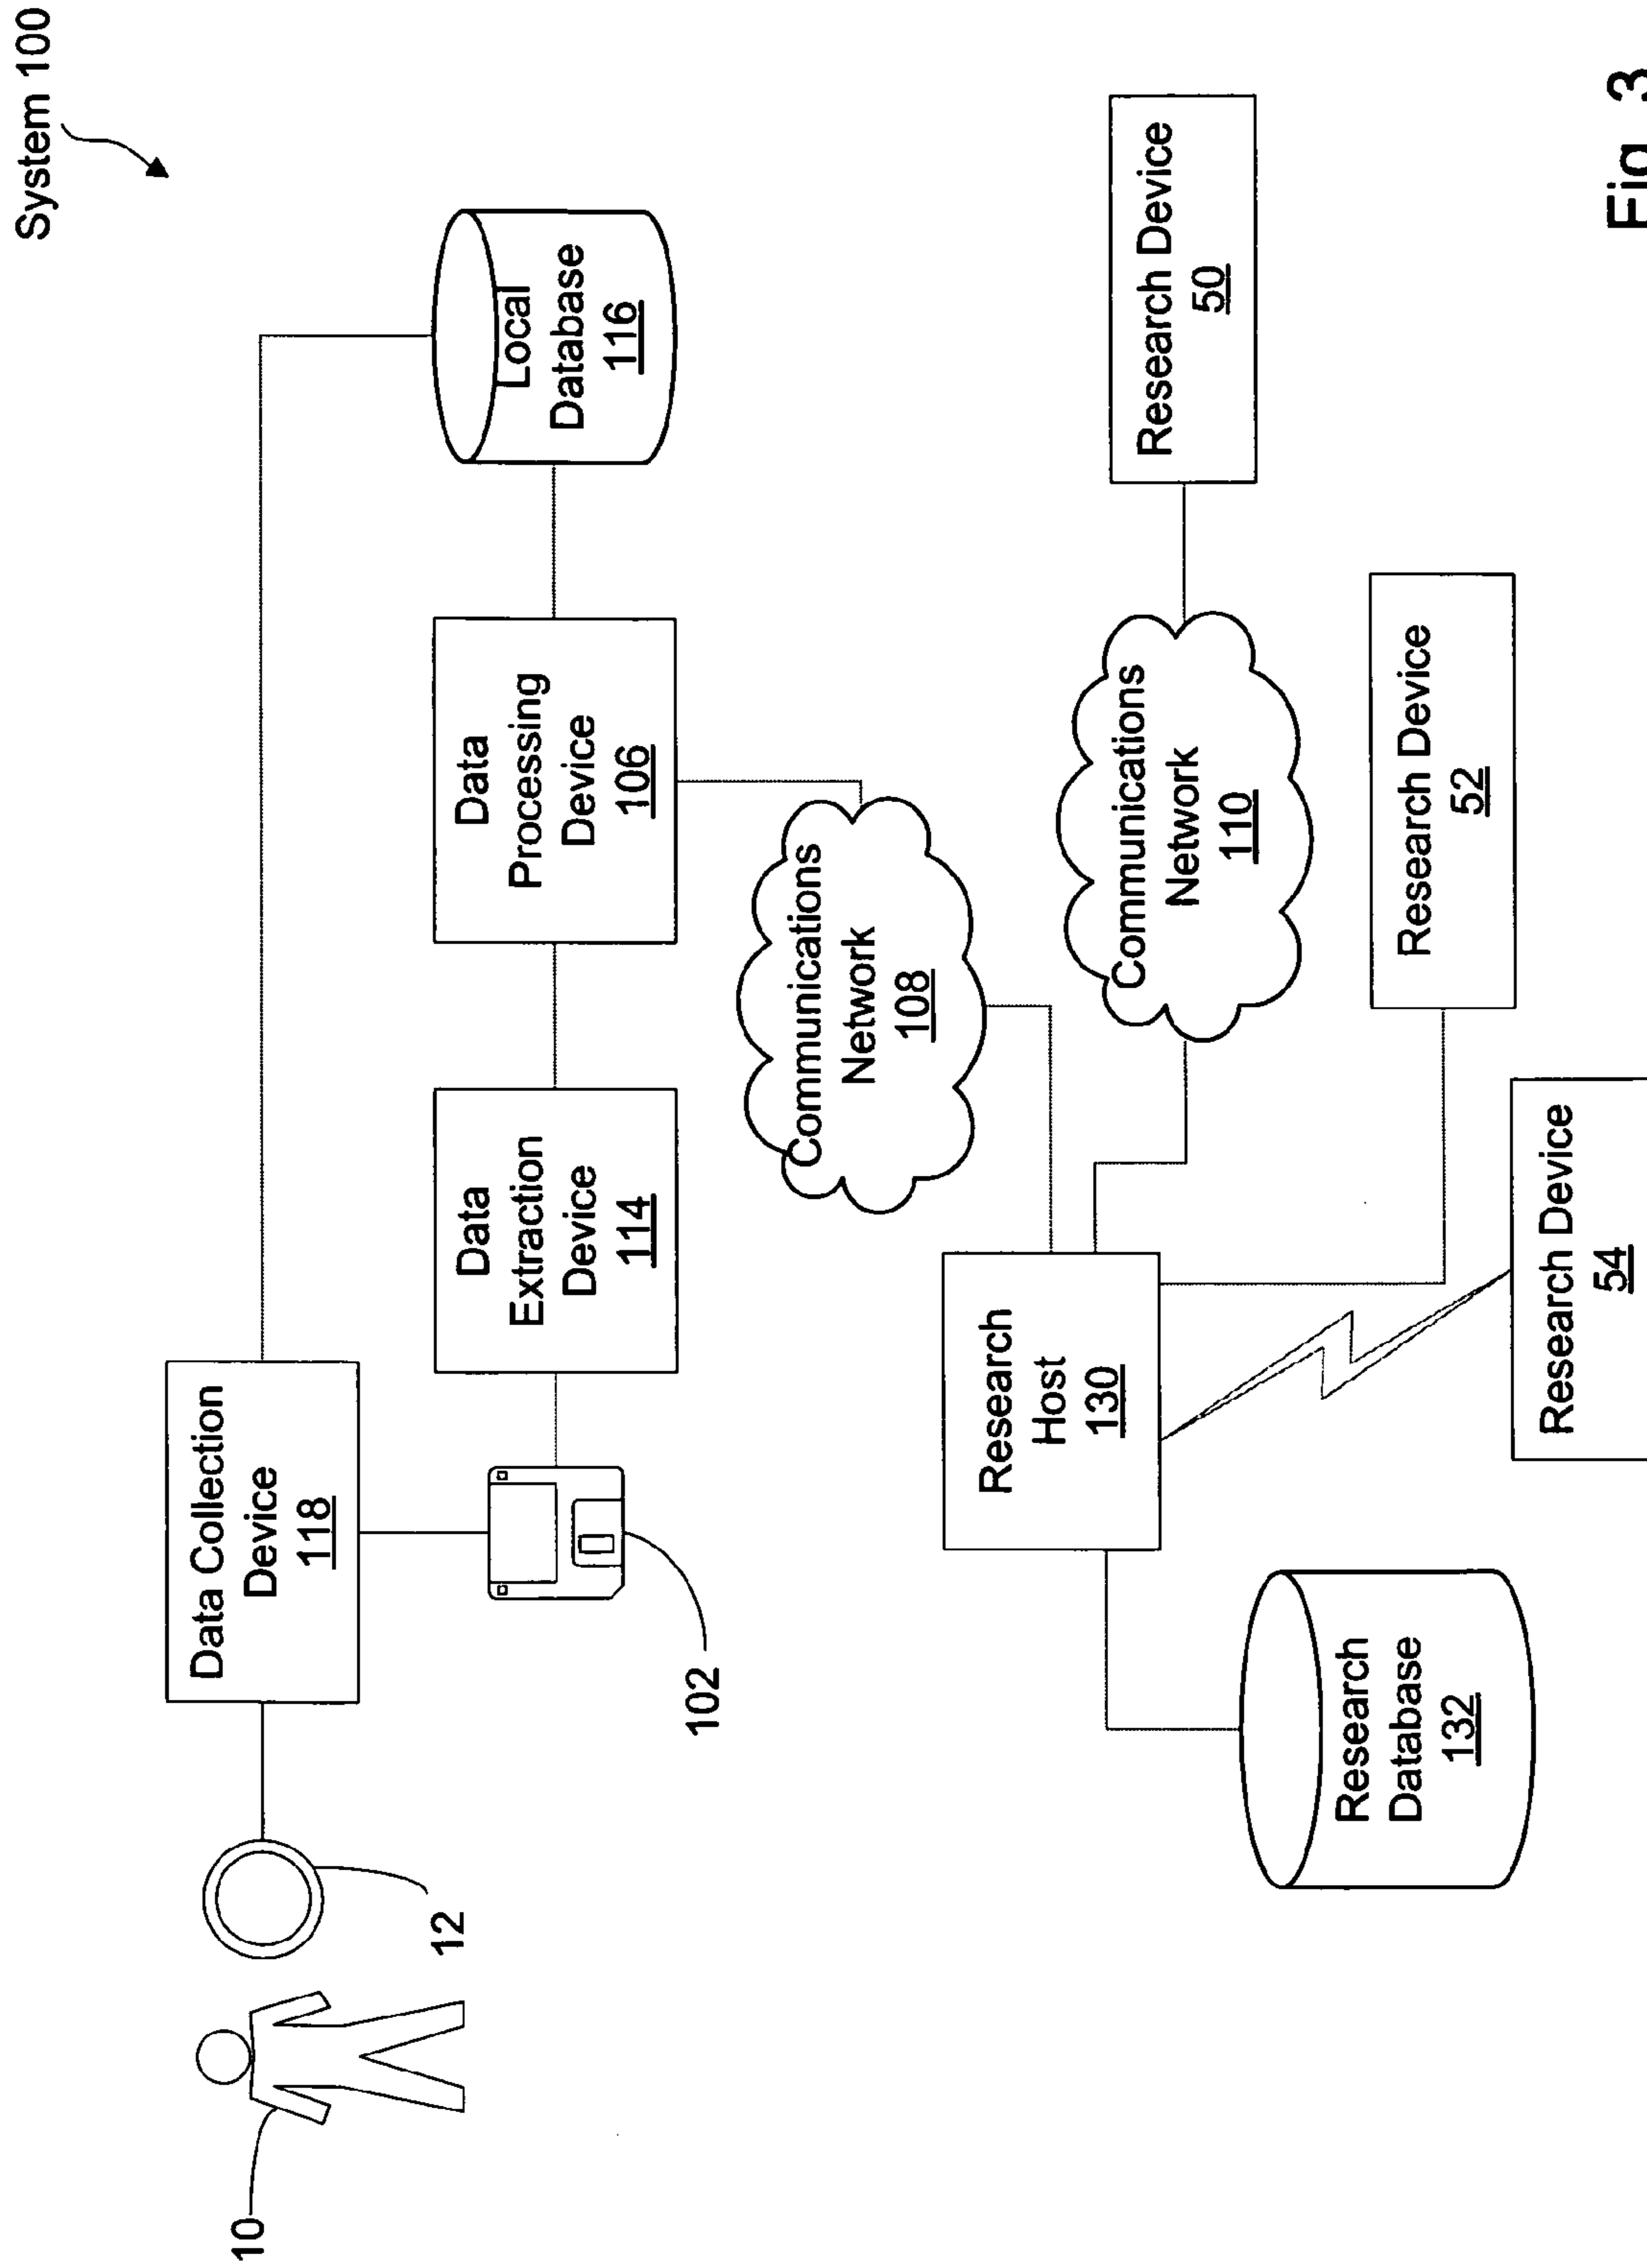 System 100
10
12
Data Collection
Device
118
102
Data
Extraction
Device
114
Data
Processing
Device
106
Local
Database
116
Communications
Network
108
Research
Host
130
Communications
Network
110
Research Device
50
Research Device
52
Research Device
54
Research
Database
132
Fig. 3